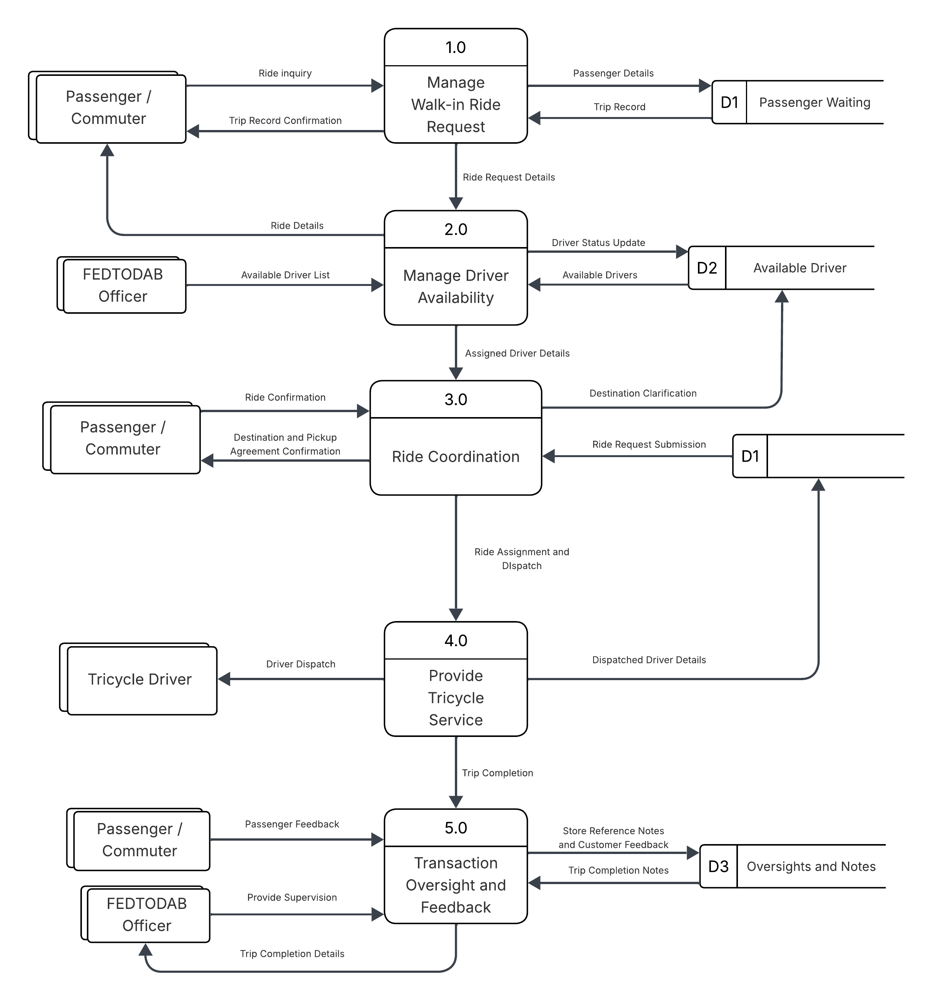 1.0
Manage
Walk-in Ride
Request
Ride inquiry
Trip Record Confirmation
Passenger /
Commuter
Passenger Details
Trip Record
D1
Passenger Waiting
Ride Request Details
2.0
Manage Driver
Availability
Ride Details
FEDTODAB
Officer
Available Driver List
Driver Status Update
Available Drivers
D2
Available Driver
Assigned Driver Details
3.0
Ride Coordination
Passenger /
Commuter
Ride Confirmation
Destination and Pickup
Agreement Confirmation
Destination Clarification
Ride Request Submission
D1
Ride Assignment and
DIspatch
4.0
Provide
Tricycle
Service
Tricycle Driver
Driver Dispatch
Dispatched Driver Details
Trip Completion
5.0
Transaction
Oversight and
Feedback
Passenger /
Commuter
Passenger Feedback
Store Reference Notes
and Customer Feedback
Trip Completion Notes
D3
Oversights and Notes
FEDTODAB
Officer
Provide Supervision
Trip Completion Details